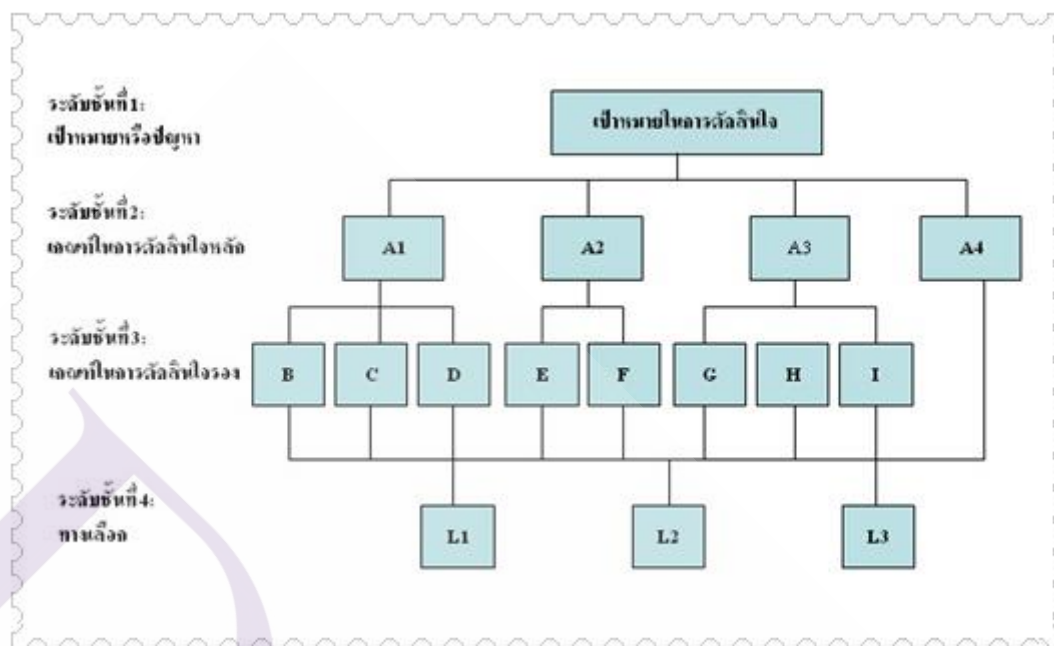 ระดับชั้นที่1:
เป้าหมายหรือปัญหา
เป้าหมายในการตัดสินใจ
ระดับชั้นที่2:
เกณฑ์ในการตัดสินใจหลัก
A1
A2
A3
A4
ระดับชั้นที่3:
เกณฑ์ในการตัดสินใจรอง
B
C
D
E
F
G
H
I
ระดับชั้นที่4:
ทางเลือก
L1
L2
L3